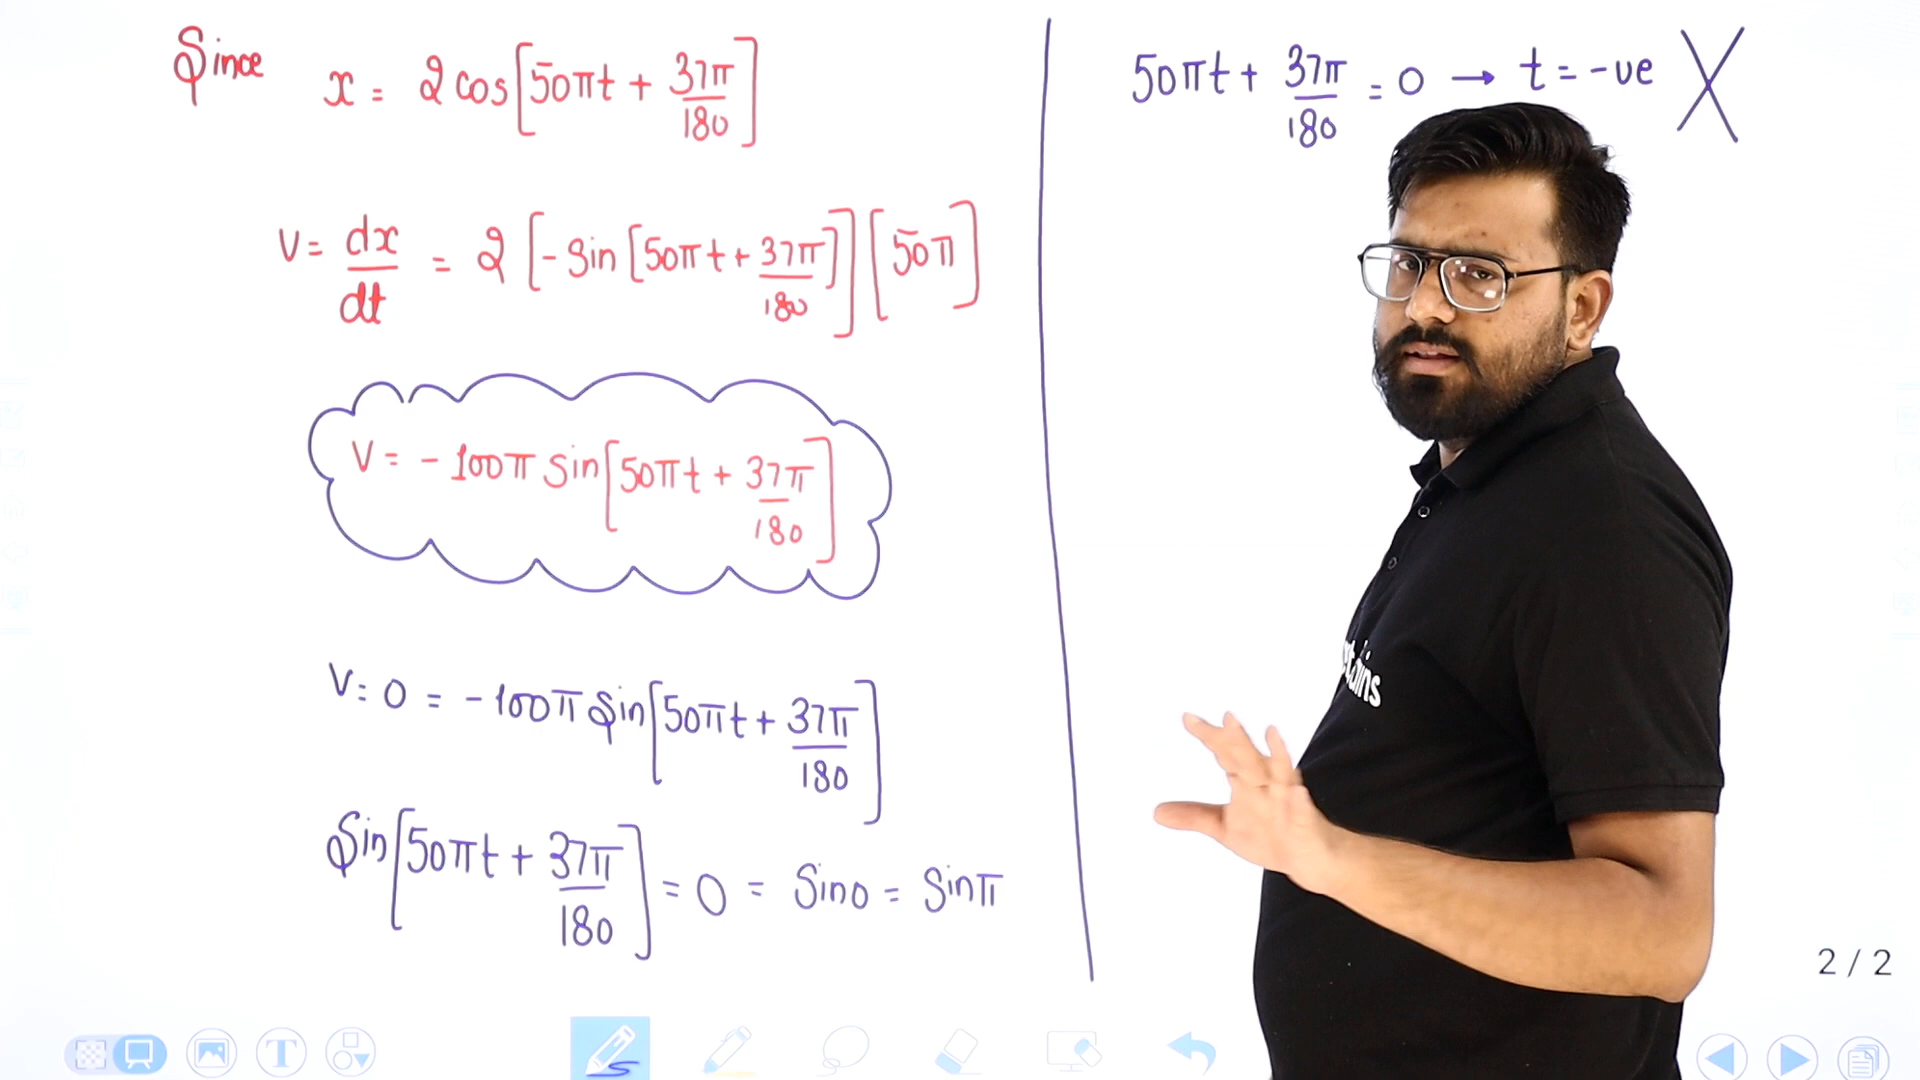 Since x = 2 cos[50πt + 37π/180]
v = dx/dt = 2 [- sin [50πt + 37π/180]] [50π]
v = - 100π sin[50πt + 37π/180]
v = 0 = - 100π sin[50πt + 37π/180]
Sin[50πt + 37π/180] = 0 = Sin0 = Sinπ
50πt + 37π/180 = 0 → t = -ve X
2 / 2
T